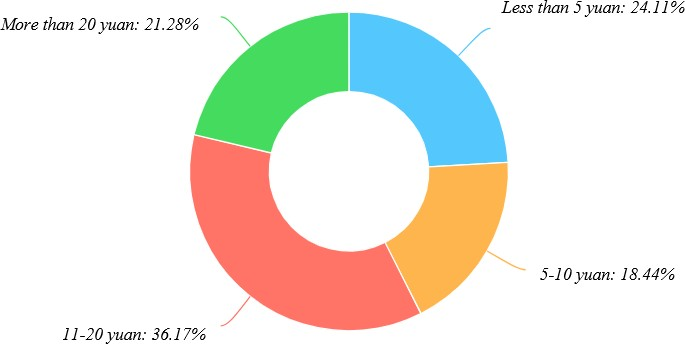 Less than 5 yuan: 24.11%
More than 20 yuan: 21.28%
5-10 yuan: 18.44%
11-20 yuan: 36.17%